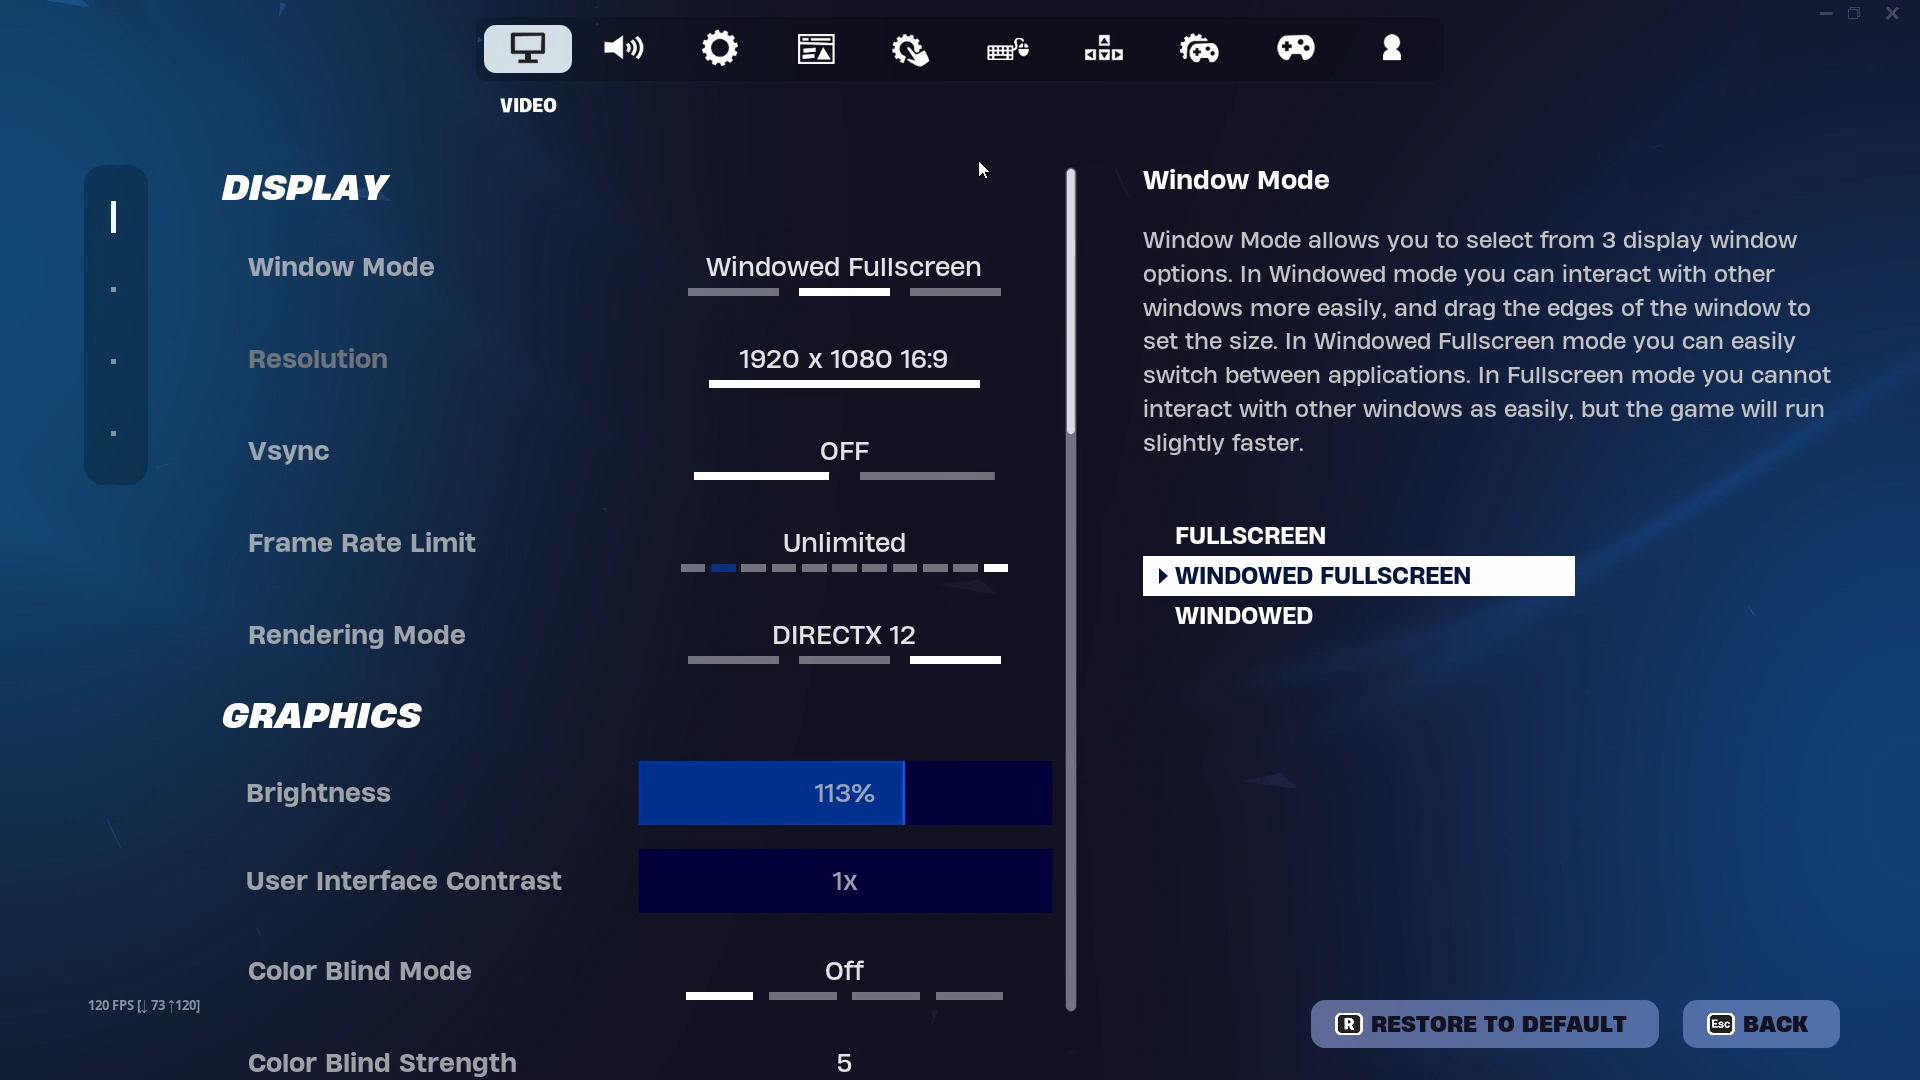 VIDEO
DISPLAY
Window Mode
Windowed Fullscreen
Resolution
1920 x 1080 16:9
Vsync
OFF
Frame Rate Limit
Unlimited
Rendering Mode
DIRECTX 12
GRAPHICS
Brightness
113%
User Interface Contrast
1x
Color Blind Mode
Off
Color Blind Strength
5
120 FPS [↓ 73 ↑120]
Window Mode
Window Mode allows you to select from 3 display window
options. In Windowed mode you can interact with other
windows more easily, and drag the edges of the window to
set the size. In Windowed Fullscreen mode you can easily
switch between applications. In Fullscreen mode you cannot
interact with other windows as easily, but the game will run
slightly faster.
FULLSCREEN
WINDOWED FULLSCREEN
WINDOWED
R RESTORE TO DEFAULT
Esc BACK